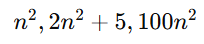 n², 2n² + 5, 100n²